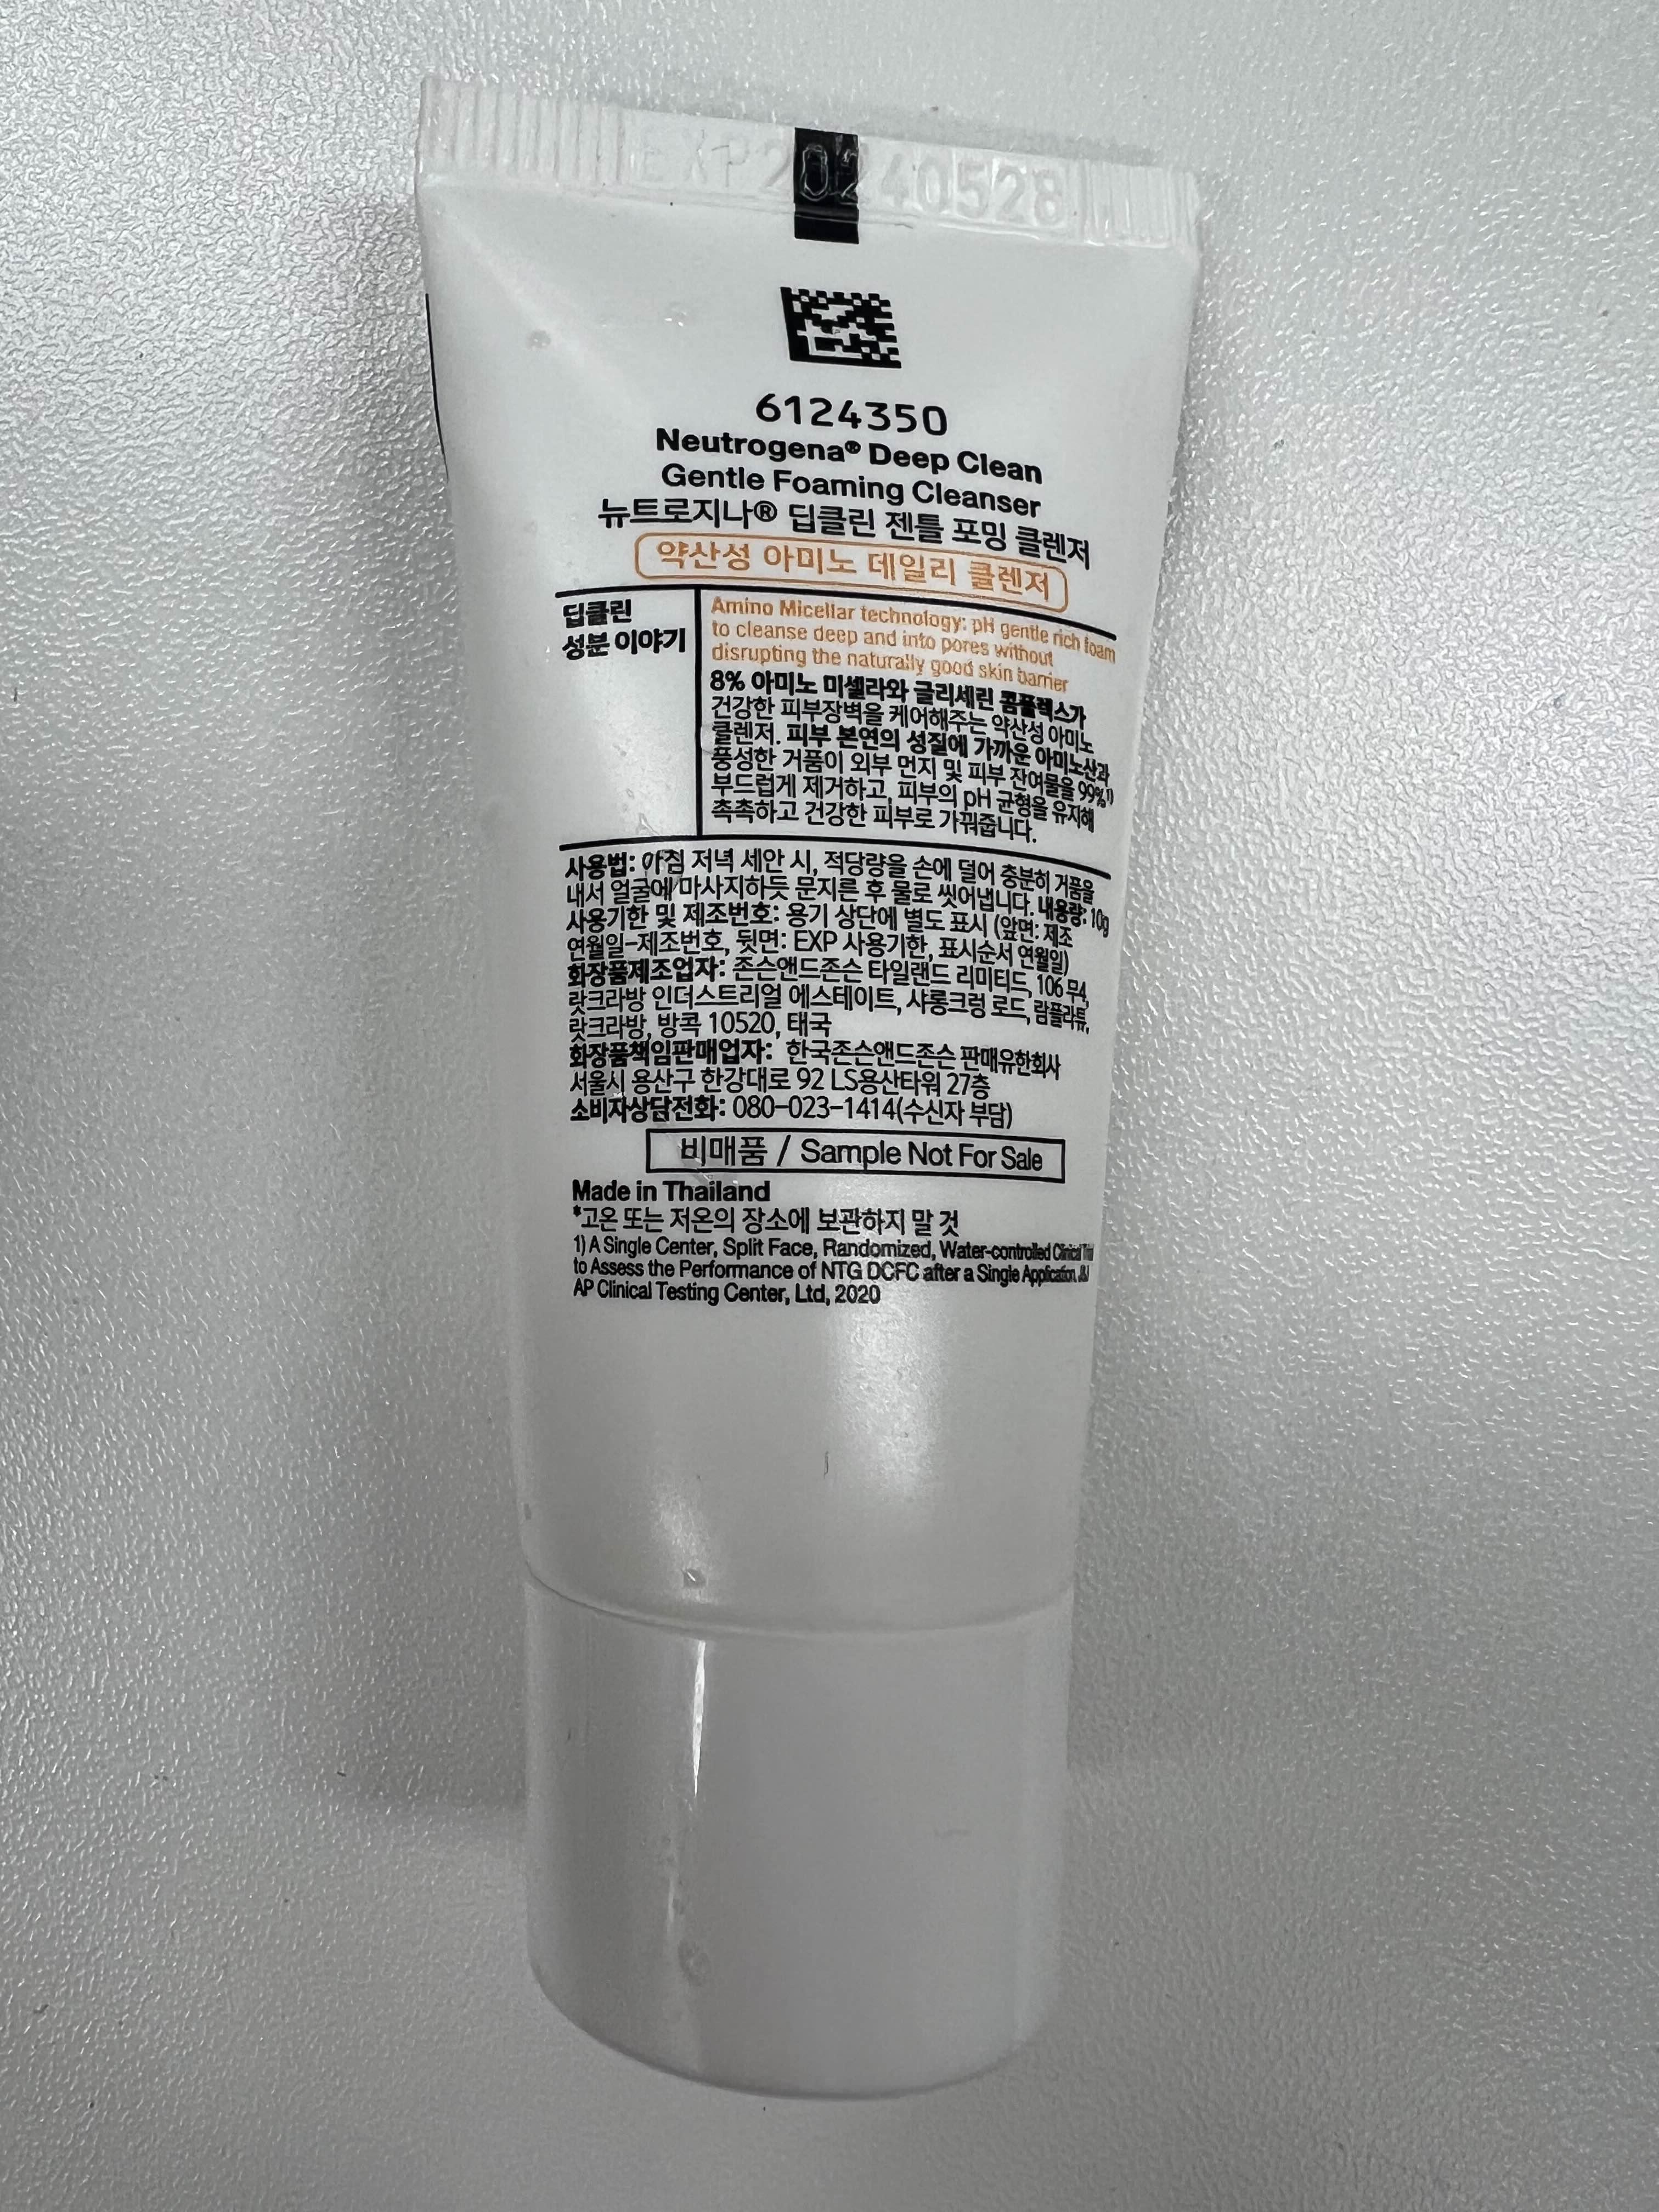 EXP 20240528
6124350
Neutrogena® Deep Clean
Gentle Foaming Cleanser
뉴트로지나® 딥클린 젠틀 포밍 클렌저
약산성 아미노 데일리 클렌저
딥클린
성분 이야기
Amino Micellar technology: pH gentle rich foam
to cleanse deep and into pores without
disrupting the naturally good skin barrier
8% 아미노 미셀라와 글리세린 콤플렉스가
건강한 피부장벽을 케어해주는 약산성 아미노
클렌저. 피부 본연의 성질에 가까운 아미노산과
풍성한 거품이 외부 먼지 및 피부 잔여물을 99%¹⁾
부드럽게 제거하고, 피부의 pH 균형을 유지해
촉촉하고 건강한 피부로 가꿔줍니다.
사용법: 아침 저녁 세안 시, 적당량을 손에 덜어 충분히 거품을
내서 얼굴에 마사지하듯 문지른 후 물로 씻어냅니다. 내용량: 10g
사용기한 및 제조번호: 용기 상단에 별도 표시 (앞면: 제조
연월일-제조번호, 뒷면: EXP 사용기한, 표시순서 연월일)
화장품제조업자: 존슨앤드존슨 타일랜드 리미티드, 106 무4,
랏크라방 인더스트리얼 에스테이트, 샤롱크렁 로드, 람플라튜,
랏크라방, 방콕 10520, 태국
화장품책임판매업자: 한국존슨앤드존슨 판매유한회사
서울시 용산구 한강대로 92 LS용산타워 27층
소비자상담전화: 080-023-1414(수신자 부담)
비매품 / Sample Not For Sale
Made in Thailand
*고온 또는 저온의 장소에 보관하지 말 것
1) A Single Center, Split Face, Randomized, Water-controlled Clinical Trial
to Assess the Performance of NTG DCFC after a Single Application. J&J
AP Clinical Testing Center, Ltd, 2020